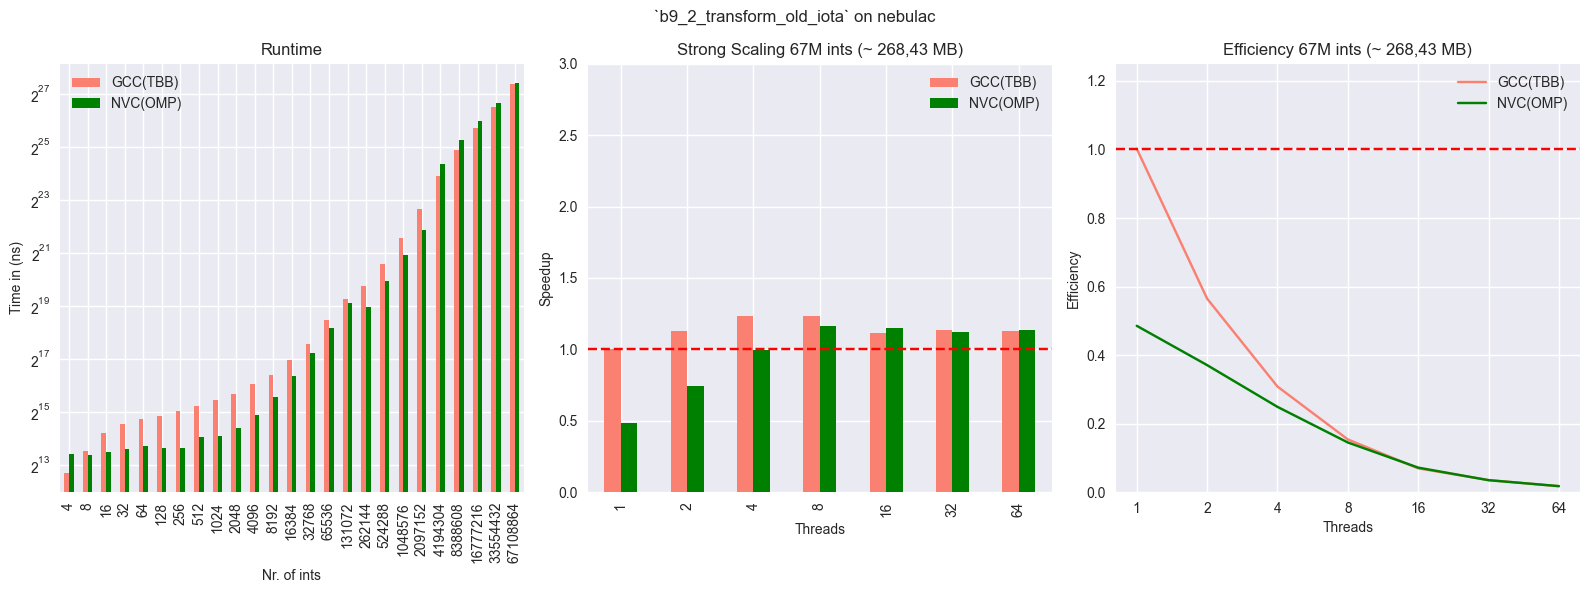 `b9_2_transform_old_iota` on nebulac
Runtime
GCC(TBB)
NVC(OMP)
Time in (ns)
2^27
2^25
2^23
2^21
2^19
2^17
2^15
2^13
4 8 16 32 64 128 256 512 1024 2048 4096 8192 16384 32768 65536 131072 262144 524288 1048576 2097152 4194304 8388608 16777216 33554432 67108864
Nr. of ints
Strong Scaling 67M ints (~ 268,43 MB)
GCC(TBB)
NVC(OMP)
Speedup
3.0
2.5
2.0
1.5
1.0
0.5
0.0
1 2 4 8 16 32 64
Threads
Efficiency 67M ints (~ 268,43 MB)
GCC(TBB)
NVC(OMP)
Efficiency
1.2
1.0
0.8
0.6
0.4
0.2
0.0
1 2 4 8 16 32 64
Threads